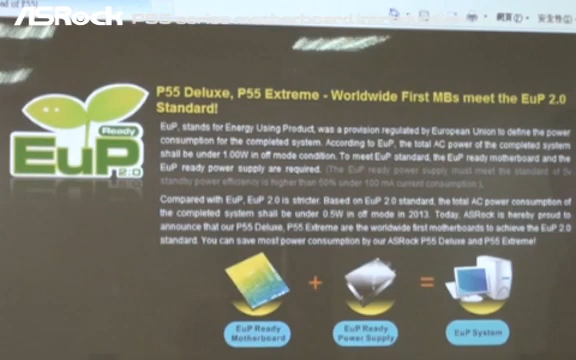 ASRock P55 series motherboard
網頁(P)
安全性(S)
P55 Deluxe, P55 Extreme - Worldwide First MBs meet the EuP 2.0
Standard!
Ready
EuP
2.0
EuP, stands for Energy Using Product, was a provision regulated by European Union to define the power
consumption for the completed system. According to EuP, the total AC power of the completed system
shall be under 1.00W in off mode condition. To meet EuP standard, the EuP ready motherboard and the
EuP ready power supply are required. (The EuP ready power supply must meet the standard of 5v
standby power efficiency is higher than 50% under 100 mA current consumption.).
Compared with EuP, EuP 2.0 is stricter. Based on EuP 2.0 standard, the total AC power consumption of
the completed system shall be under 0.5W in off mode in 2013. Today, ASRock is hereby proud to
announce that our P55 Deluxe, P55 Extreme are the worldwide first motherboards to achieve the EuP 2.0
standard. You can save most power consumption by our ASRock P55 Deluxe and P55 Extreme!
+ =
EuP Ready
Motherboard
EuP Ready
Power Supply
EuP System